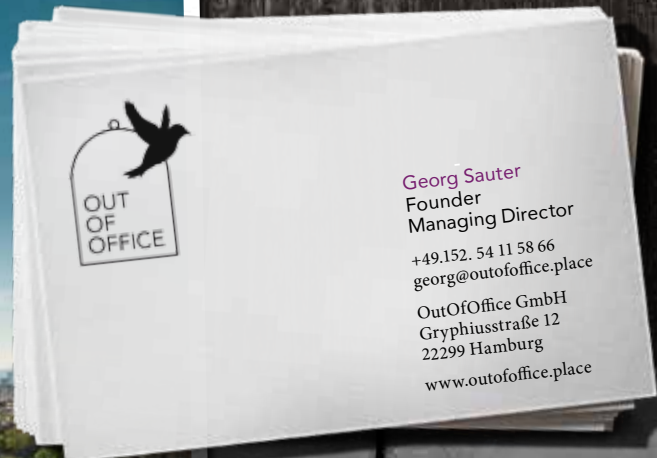 OUT
OF
OFFICE
Georg Sauter
Founder
Managing Director
+49.152. 54 11 58 66
georg@outofoffice.place
OutOfOffice GmbH
Gryphiusstraße 12
22299 Hamburg
www.outofoffice.place